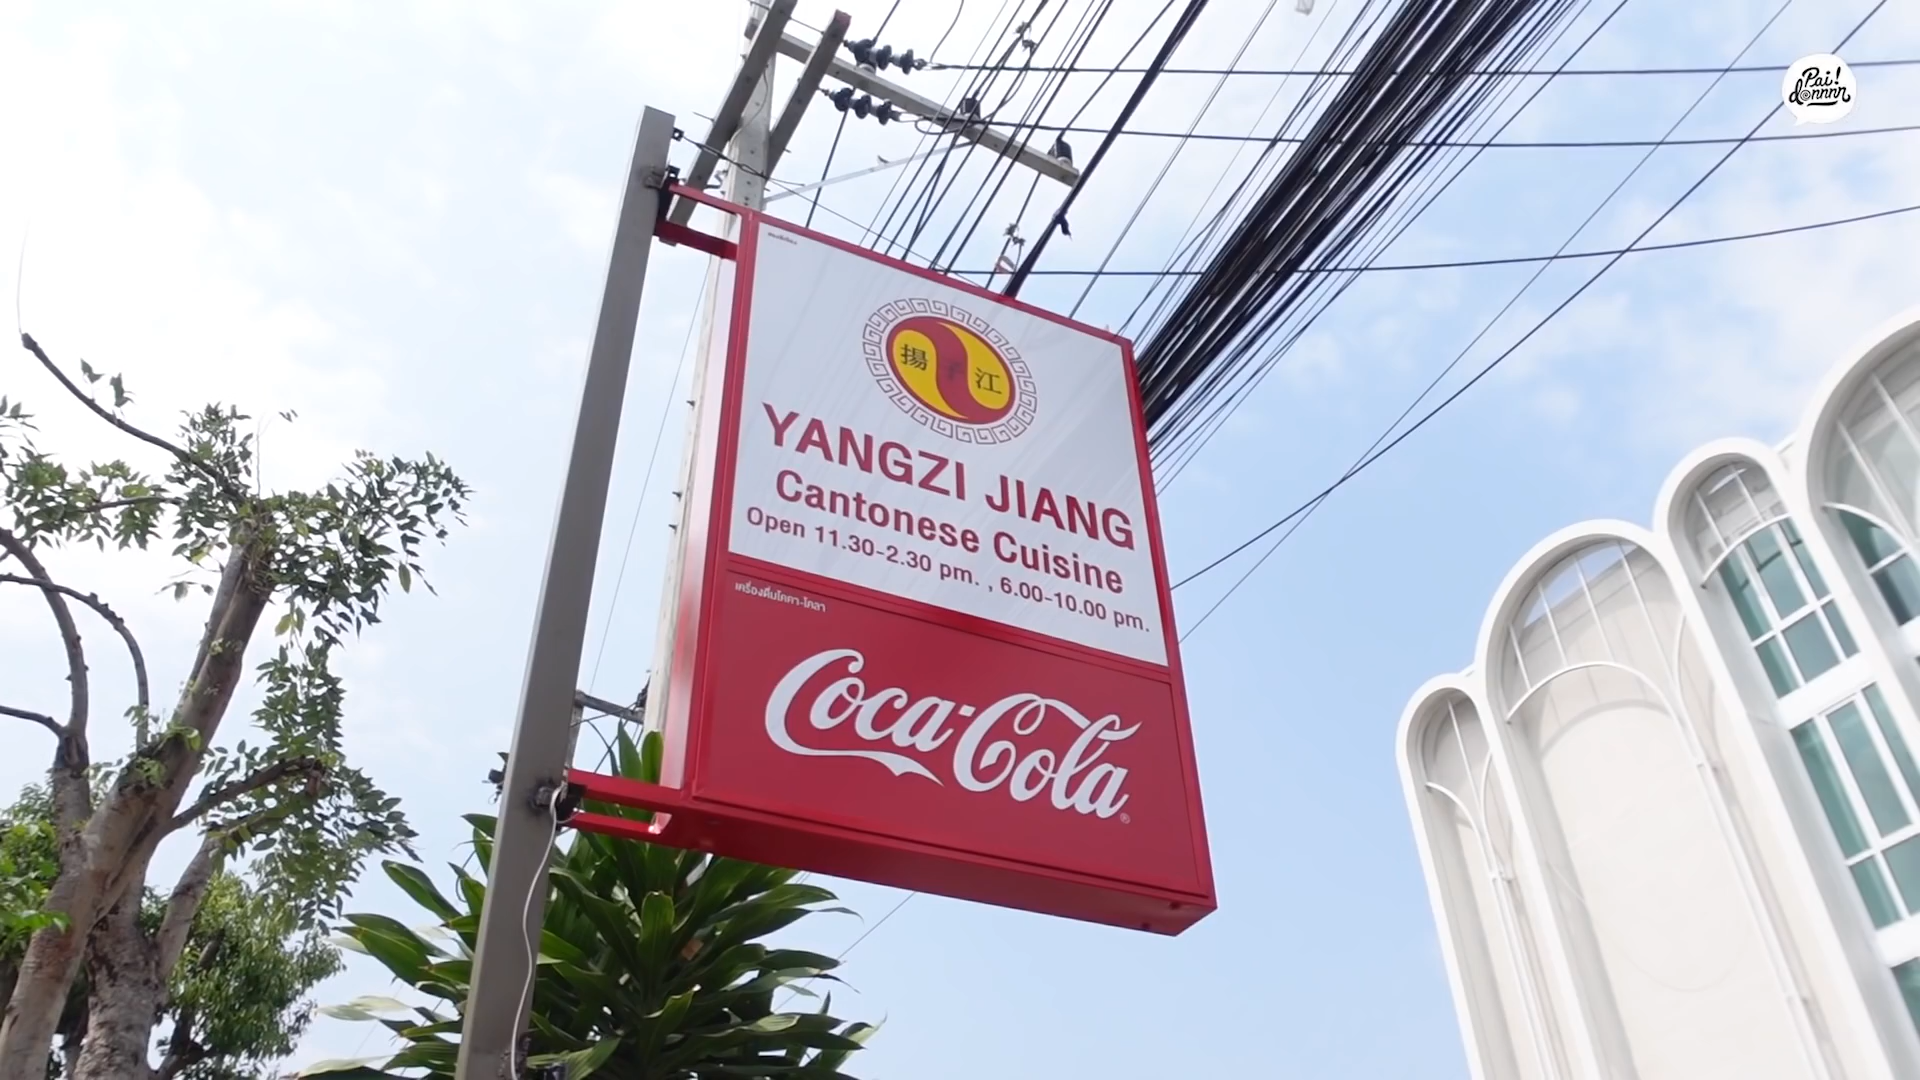 Pai!
donnnn
揚子江
YANGZI JIANG
Cantonese Cuisine
Open 11.30-2.30 pm. , 6.00-10.00 pm.
เครื่องดื่มโคคา-โคลา
Coca-Cola®